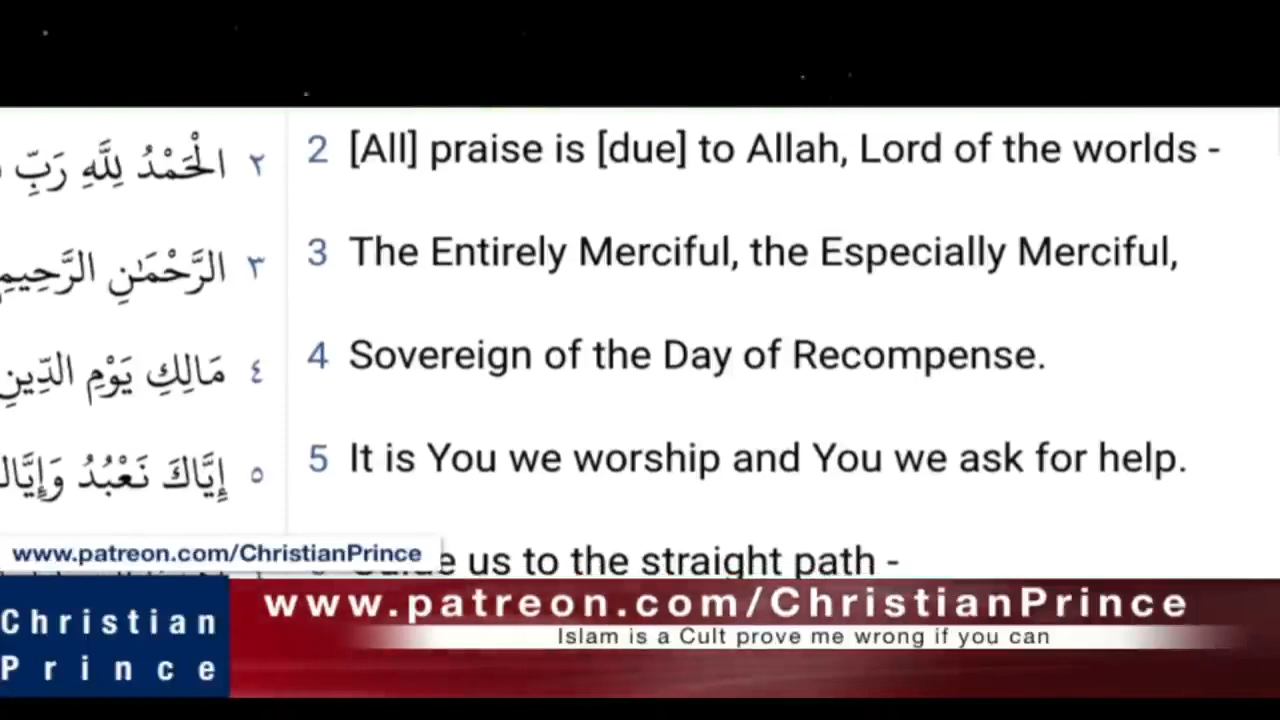 ٢ الْحَمْدُ لِلَّهِ رَبِّ
2 [All] praise is [due] to Allah, Lord of the worlds -
٣ الرَّحْمَٰنِ الرَّحِيمِ
3 The Entirely Merciful, the Especially Merciful,
٤ مَالِكِ يَوْمِ الدِّينِ
4 Sovereign of the Day of Recompense.
٥ إِيَّاكَ نَعْبُدُ
5 It is You we worship and You we ask for help.
us to the straight path -
www.patreon.com/ChristianPrince
Christian
Prince
www.patreon.com/ChristianPrince
Islam is a Cult prove me wrong if you can